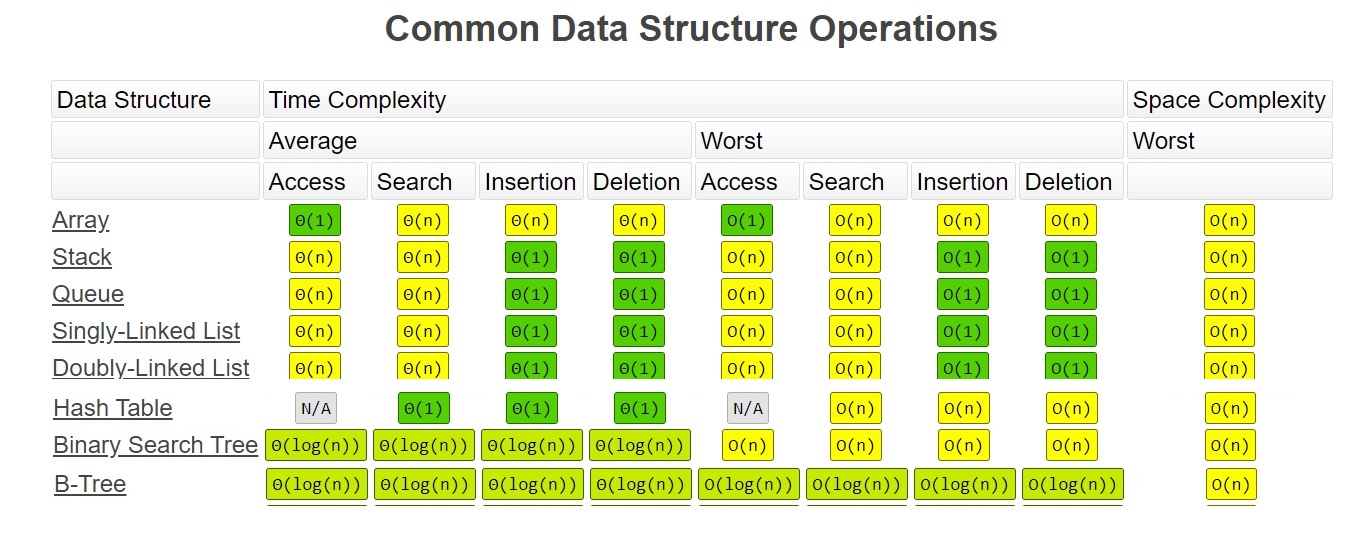 Common Data Structure Operations
Data Structure Time Complexity Space Complexity
Average Worst Worst
Access Search Insertion Deletion Access Search Insertion Deletion
Array Θ(1) Θ(n) Θ(n) Θ(n) O(1) O(n) O(n) O(n) O(n)
Stack Θ(n) Θ(n) Θ(1) Θ(1) O(n) O(n) O(1) O(1) O(n)
Queue Θ(n) Θ(n) Θ(1) Θ(1) O(n) O(n) O(1) O(1) O(n)
Singly-Linked List Θ(n) Θ(n) Θ(1) Θ(1) O(n) O(n) O(1) O(1) O(n)
Doubly-Linked List Θ(n) Θ(n) Θ(1) Θ(1) O(n) O(n) O(1) O(1) O(n)
Hash Table N/A Θ(1) Θ(1) Θ(1) N/A O(n) O(n) O(n) O(n)
Binary Search Tree Θ(log(n)) Θ(log(n)) Θ(log(n)) Θ(log(n)) O(n) O(n) O(n) O(n) O(n)
B-Tree Θ(log(n)) Θ(log(n)) Θ(log(n)) Θ(log(n)) O(log(n)) O(log(n)) O(log(n)) O(log(n)) O(n)